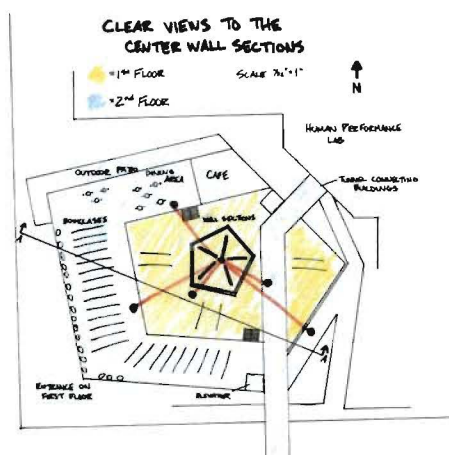 CLEAR VIEWS TO THE
CENTER WALL SECTIONS
=1st FLOOR
=2nd FLOOR
N
HUMAN PERFORMANCE
LAB
TUNNEL CONNECTING
BUILDINGS
OUTDOOR PATIO DINING
AREA
CAFE
BOOKCASES
WALL SECTIONS
ENTRANCE ON
FIRST FLOOR
ELEVATOR